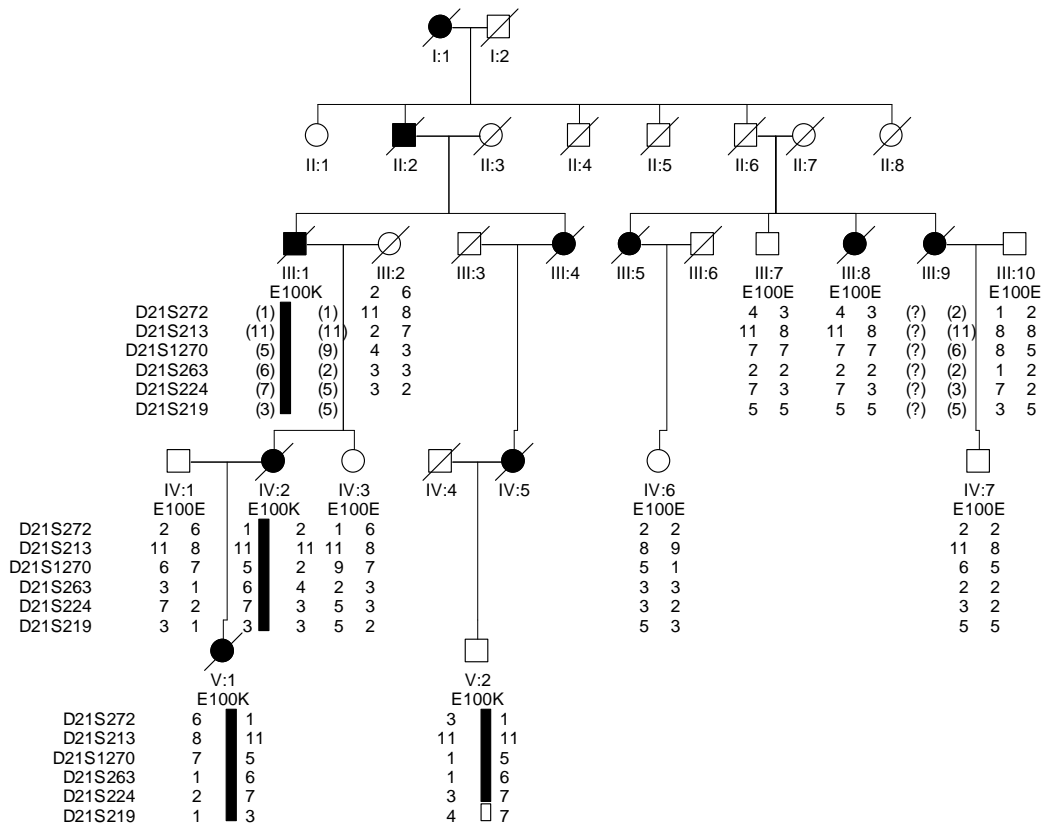 I:1 I:2
II:1 II:2 II:3 II:4 II:5 II:6 II:7 II:8
III:1 III:2 III:3 III:4 III:5 III:6 III:7 III:8 III:9 III:10
E100K 2 6 E100E E100E E100E
D21S272 (1) (1) 11 8 4 3 4 3 (?) (2) 1 2
D21S213 (11) (11) 2 7 11 8 11 8 (?) (11) 8 8
D21S1270 (5) (9) 4 3 7 7 7 7 (?) (6) 8 5
D21S263 (6) (2) 3 3 2 2 2 2 (?) (2) 1 2
D21S224 (7) (5) 3 2 7 3 7 3 (?) (3) 7 2
D21S219 (3) (5) 5 5 5 5 (?) (5) 3 5
IV:1 IV:2 IV:3 IV:4 IV:5 IV:6 IV:7
E100E E100K E100E E100E E100E
D21S272 2 6 1 2 1 6 2 2 2 2
D21S213 11 8 11 11 11 8 8 9 11 8
D21S1270 6 7 5 2 9 7 5 1 6 5
D21S263 3 1 6 4 2 3 3 3 2 2
D21S224 7 2 7 3 5 3 3 2 3 2
D21S219 3 1 3 3 5 2 5 3 5 5
V:1 V:2
E100K E100K
D21S272 6 1 3 1
D21S213 8 11 11 11
D21S1270 7 5 1 5
D21S263 1 6 1 6
D21S224 2 7 3 7
D21S219 1 3 4 7